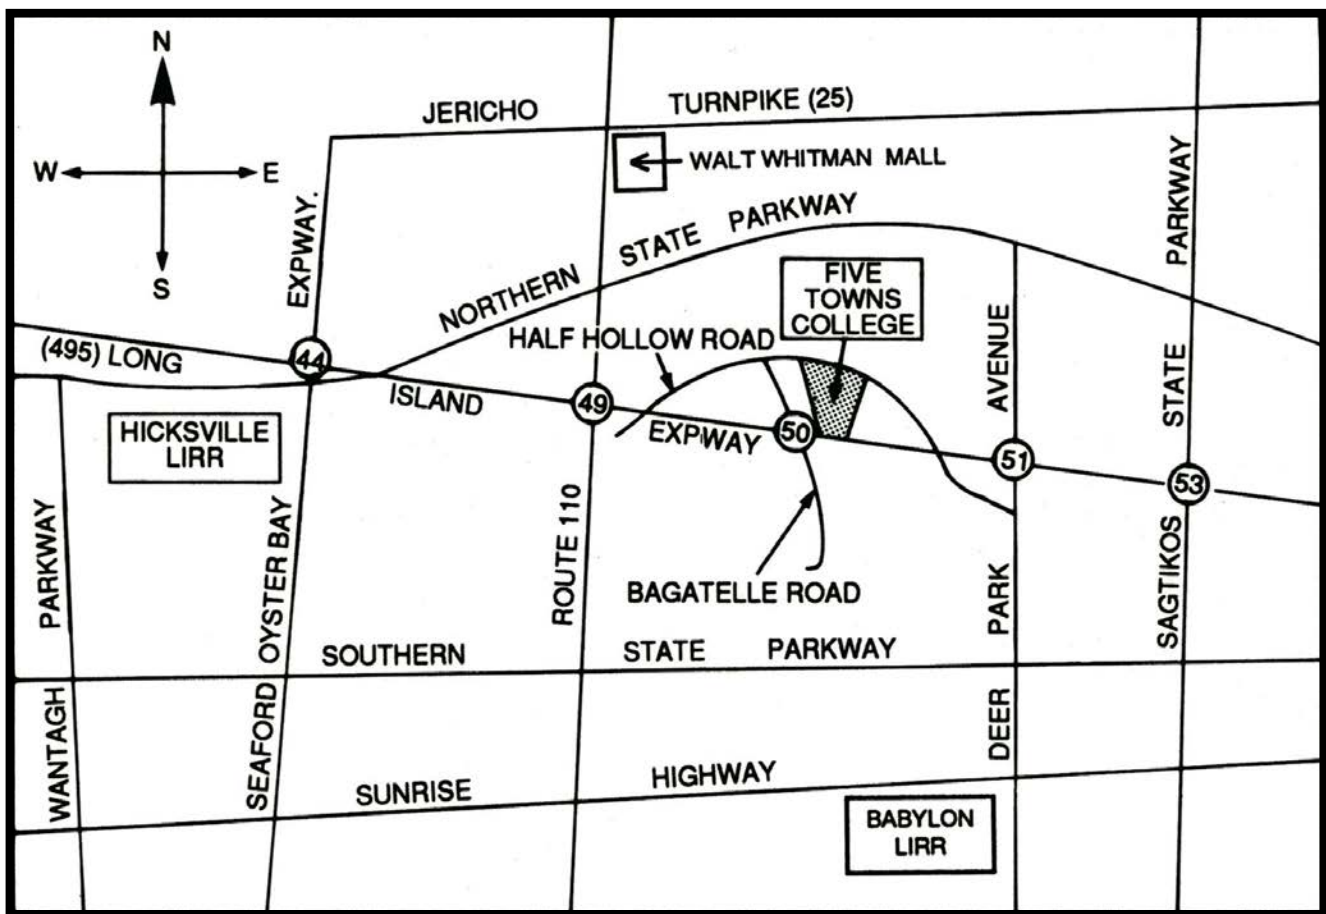 N
W E
S
JERICHO TURNPIKE (25)
WALT WHITMAN MALL
EXPWAY.
NORTHERN STATE PARKWAY
PARKWAY
FIVE
TOWNS
COLLEGE
HALF HOLLOW ROAD
(495) LONG
ISLAND
EXPWAY
44
49
50
51
53
HICKSVILLE
LIRR
AVENUE
STATE
PARKWAY
SEAFORD OYSTER BAY
ROUTE 110
BAGATELLE ROAD
PARK
SAGTIKOS
SOUTHERN STATE PARKWAY
WANTAGH
DEER
SUNRISE HIGHWAY
BABYLON
LIRR